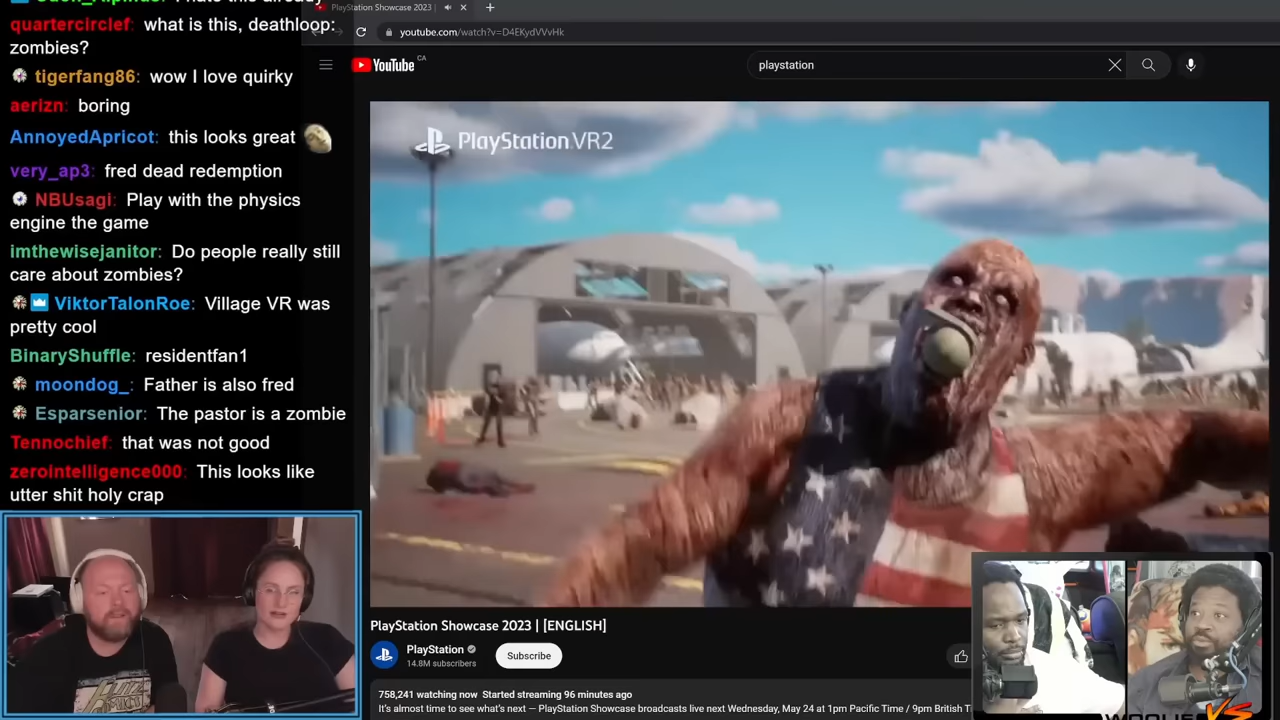 I hate this already
quartercirclef: what is this, deathloop:
zombies?
tigerfang86: wow I love quirky
aerizn: boring
AnnoyedApricot: this looks great
very_ap3: fred dead redemption
NBUsagi: Play with the physics
engine the game
imthewisejanitor: Do people really still
care about zombies?
ViktorTalonRoe: Village VR was
pretty cool
BinaryShuffle: residentfan1
moondog_: Father is also fred
Esparsenior: The pastor is a zombie
Tennochief: that was not good
zerointelligence000: This looks like
utter shit holy crap
PlayStation Showcase 2023 |
youtube.com/watch?v=D4EKydVVvHk
YouTube CA
playstation
PlayStation VR2
PlayStation Showcase 2023 | [ENGLISH]
PlayStation
14.8M subscribers
Subscribe
758,241 watching now Started streaming 96 minutes ago
It's almost time to see what's next — PlayStation Showcase broadcasts live next Wednesday, May 24 at 1pm Pacific Time / 9pm British T
VS